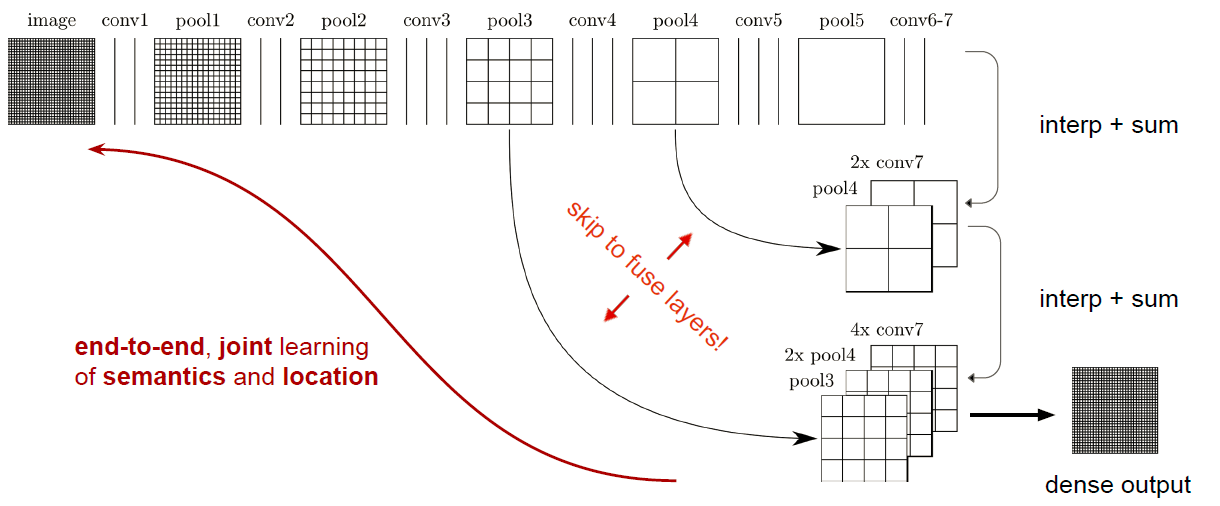 image conv1 pool1 conv2 pool2 conv3 pool3 conv4 pool4 conv5 pool5 conv6-7
interp + sum
2x conv7
pool4
skip to fuse layers!
interp + sum
4x conv7
2x pool4
pool3
end-to-end, joint learning
of semantics and location
dense output